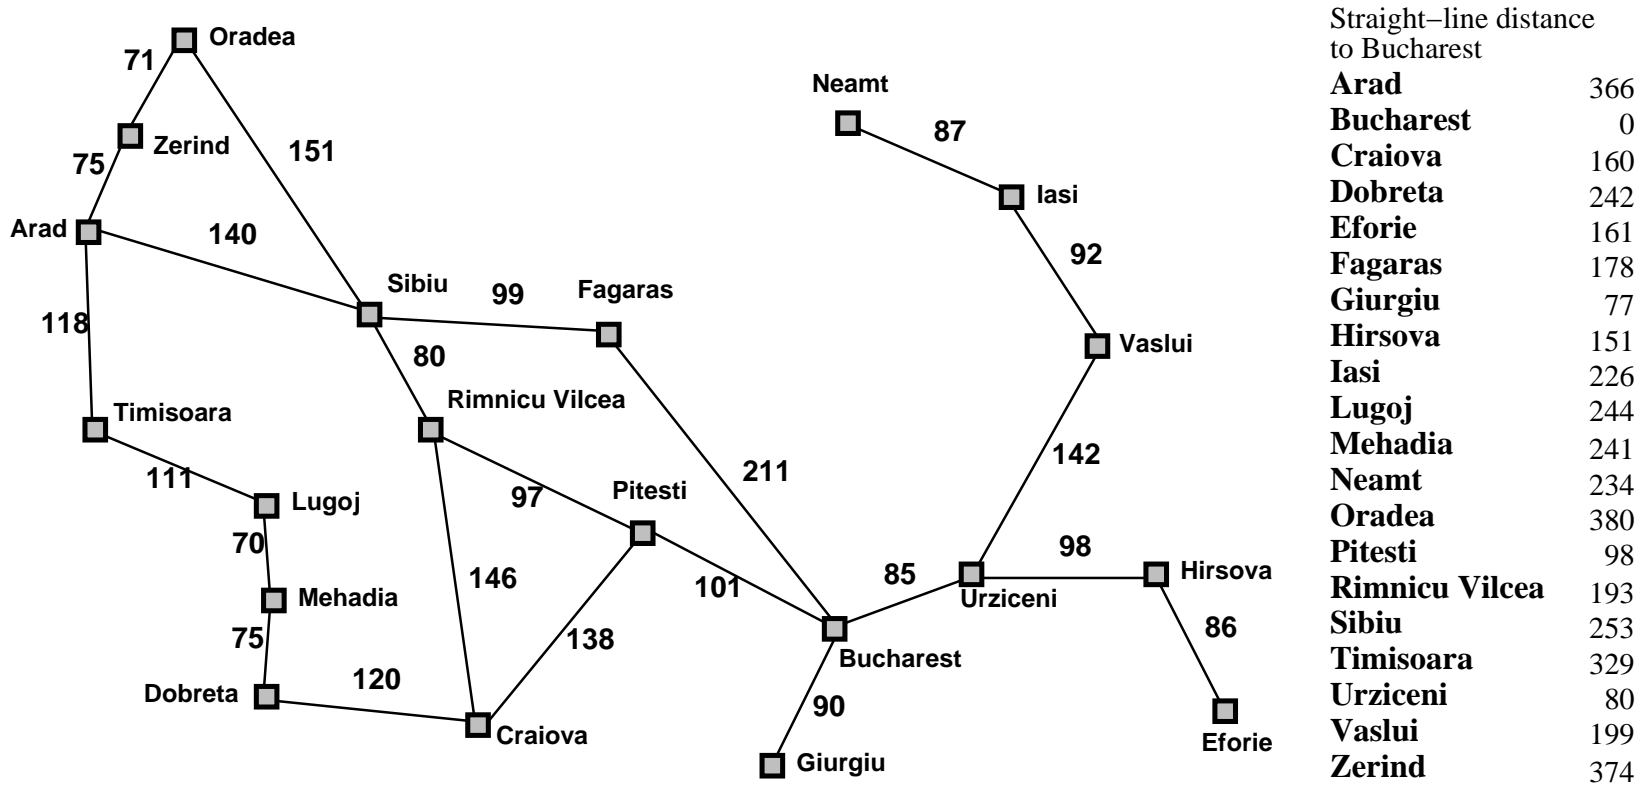 Oradea
71
Neamt
87
Zerind
151
75
Iasi
Arad
140
92
Sibiu
99
Fagaras
118
80
Vaslui
Rimnicu Vilcea
Timisoara
142
111
211
97
Pitesti
Lugoj
70
98
146
101
85
Hirsova
Mehadia
Urziceni
75
138
86
Bucharest
120
Dobreta
90
Craiova
Eforie
Giurgiu
Straight−line distance
to Bucharest
Arad 366
Bucharest 0
Craiova 160
Dobreta 242
Eforie 161
Fagaras 178
Giurgiu 77
Hirsova 151
Iasi 226
Lugoj 244
Mehadia 241
Neamt 234
Oradea 380
Pitesti 98
Rimnicu Vilcea 193
Sibiu 253
Timisoara 329
Urziceni 80
Vaslui 199
Zerind 374